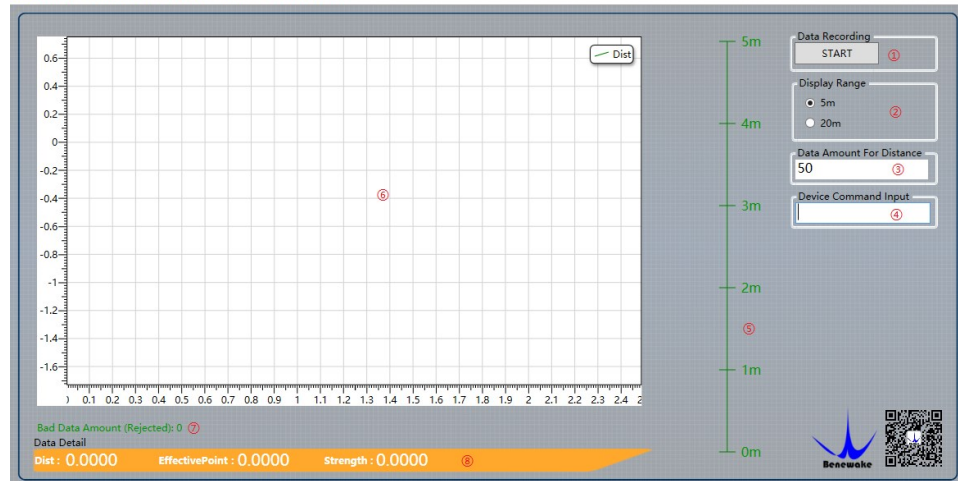 0.6
0.4
0.2
0
-0.2
-0.4
-0.6
-0.8
-1
-1.2
-1.4
-1.6
0.1 0.2 0.3 0.4 0.5 0.6 0.7 0.8 0.9 1 1.1 1.2 1.3 1.4 1.5 1.6 1.7 1.8 1.9 2 2.1 2.2 2.3 2.4
Dist
⑥
5m
4m
3m
2m
⑤
1m
0m
Data Recording
START ①
Display Range
5m
②
20m
Data Amount For Distance
50 ③
Device Command Input
④
Bad Data Amount (Rejected): 0 ⑦
Data Detail
Dist : 0.0000 EffectivePoint : 0.0000 Strength : 0.0000 ⑧
Benewake